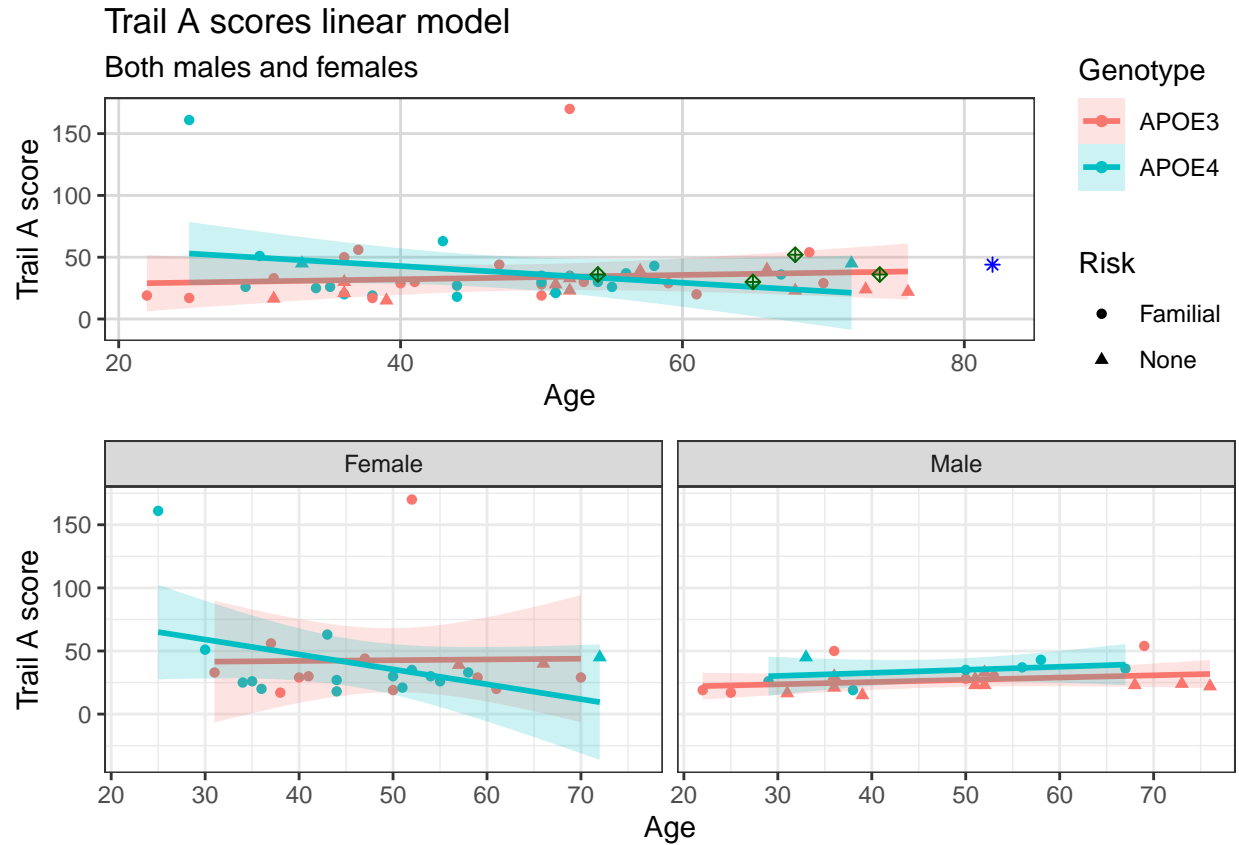 Trail A scores linear model
Both males and females
Trail A score
150
100
50
0
20 40 60 80
Age
Genotype
APOE3
APOE4
Risk
Familial
None
Female Male
Trail A score
150
100
50
0
20 30 40 50 60 70 20 30 40 50 60 70
Age